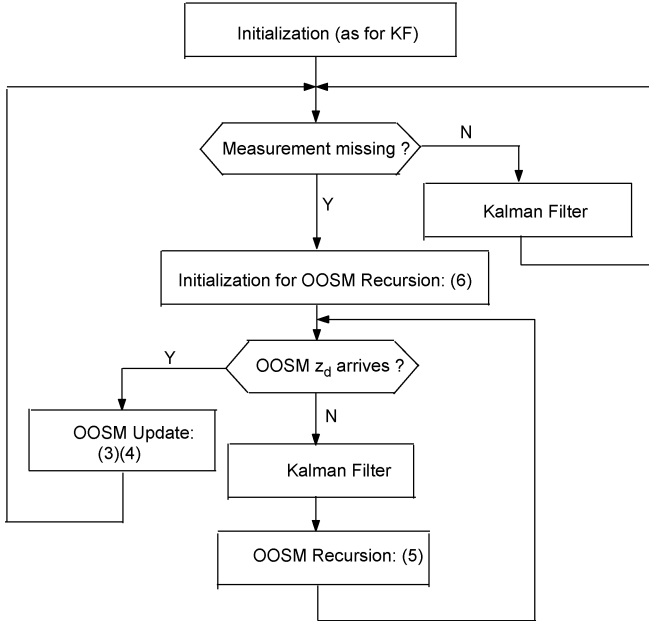 Initialization (as for KF)
Measurement missing ?
N
Kalman Filter
Y
Initialization for OOSM Recursion: (6)
OOSM z_d arrives ?
Y
OOSM Update:
(3)(4)
N
Kalman Filter
OOSM Recursion: (5)